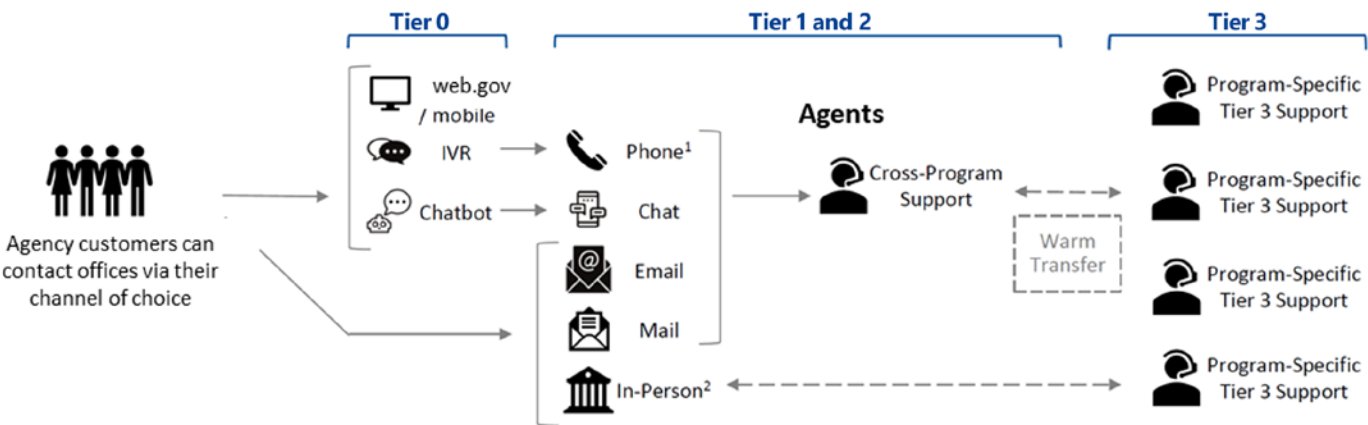 Tier 0
Tier 1 and 2
Tier 3
web.gov
/ mobile
IVR
Chatbot
Agency customers can
contact offices via their
channel of choice
Phone¹
Chat
@
Email
Mail
In-Person²
Agents
Cross-Program
Support
Warm
Transfer
Program-Specific
Tier 3 Support
Program-Specific
Tier 3 Support
Program-Specific
Tier 3 Support
Program-Specific
Tier 3 Support